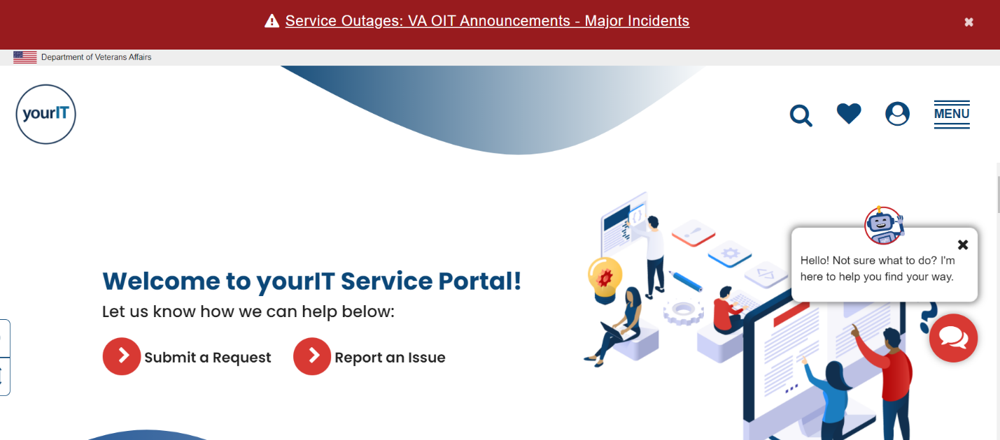 Service Outages: VA OIT Announcements - Major Incidents
Department of Veterans Affairs
yourIT
MENU
Hello! Not sure what to do? I'm
here to help you find your way.
Welcome to yourIT Service Portal!
Let us know how we can help below:
Submit a Request
Report an Issue